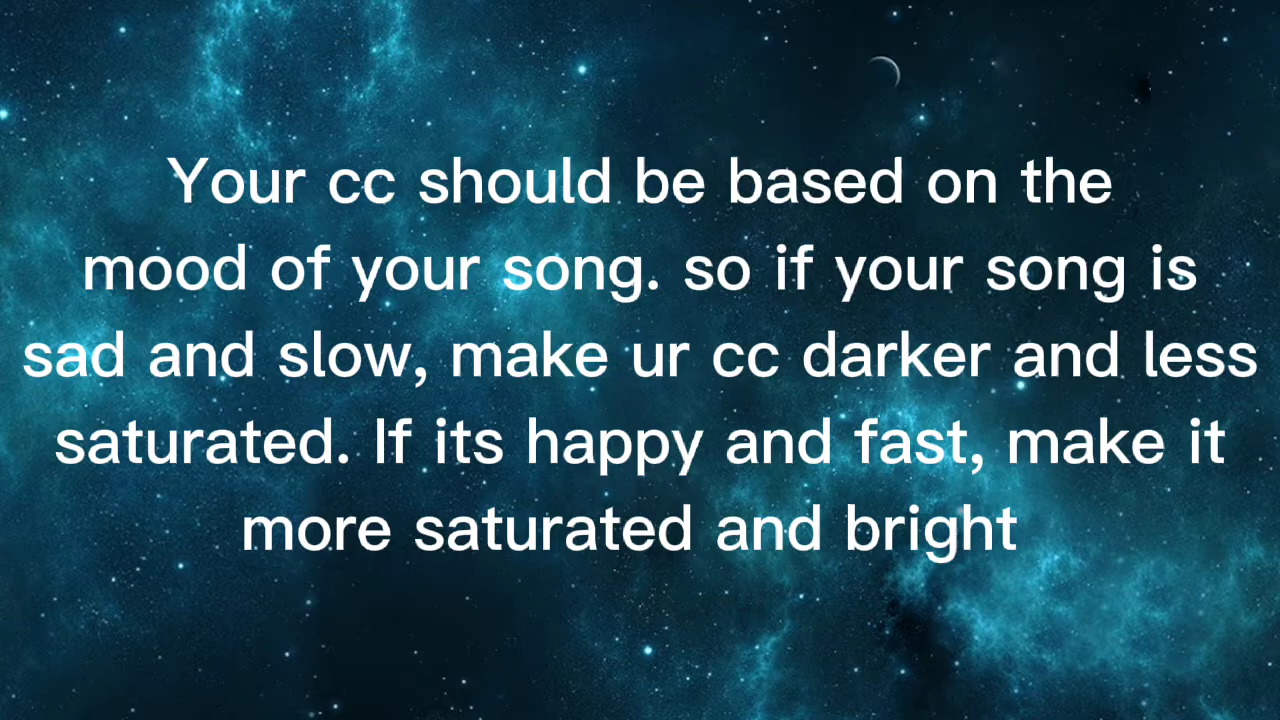 Your cc should be based on the
mood of your song. so if your song is
sad and slow, make ur cc darker and less
saturated. If its happy and fast, make it
more saturated and bright